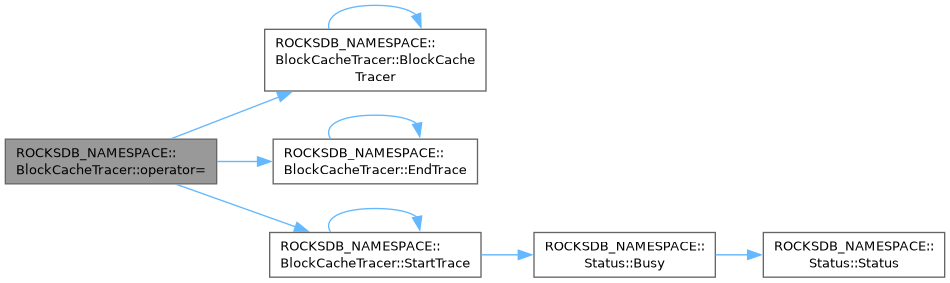 ROCKSDB_NAMESPACE::
BlockCacheTracer::BlockCache
Tracer
ROCKSDB_NAMESPACE::
BlockCacheTracer::operator=
ROCKSDB_NAMESPACE::
BlockCacheTracer::EndTrace
ROCKSDB_NAMESPACE::
BlockCacheTracer::StartTrace
ROCKSDB_NAMESPACE::
Status::Busy
ROCKSDB_NAMESPACE::
Status::Status